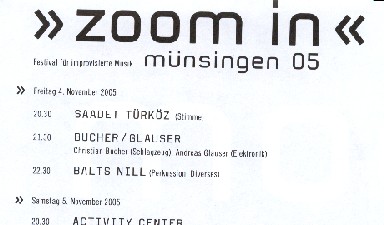 » zoom in «
Festival für improvisierte Musik münsingen 05
» Freitag 4. November 2005
20.30 SAADET TÜRKÖZ (Stimme
21.30 BUCHER/GLAUSER
Christian Bucher (Schlagzeug) Andreas Glauser (Elektronik)
22.30 BALTS NILL (Perkussion, Diverses)
» Samstag 5. November 2005
20.30 ACTIVITY CENTER